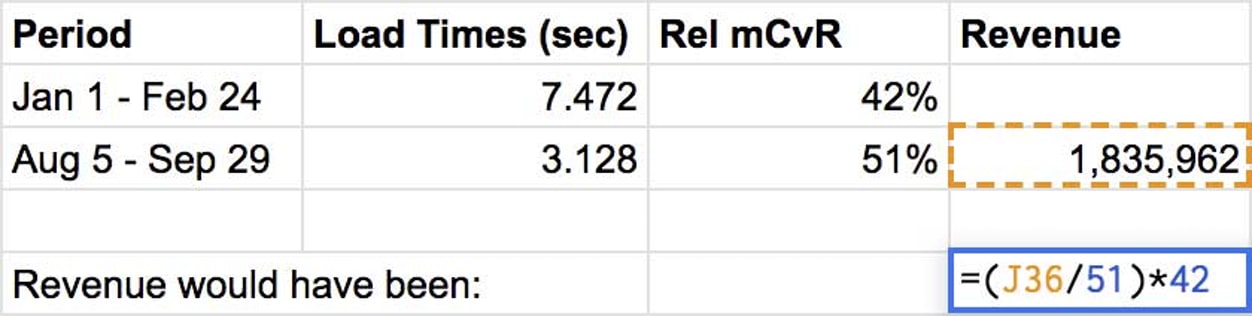 Period Load Times (sec) Rel mCvR Revenue
Jan 1 - Feb 24 7.472 42%
Aug 5 - Sep 29 3.128 51% 1,835,962
Revenue would have been: =(J36/51)*42